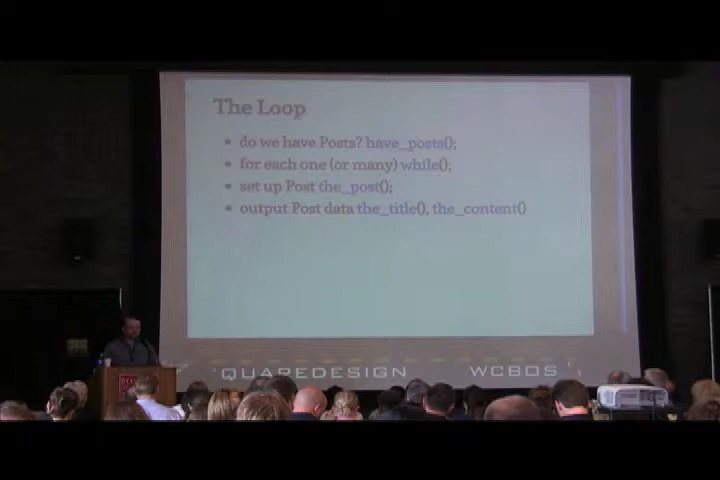 The Loop
do we have Posts? have_posts();
for each one (or many) while();
set up Post the_post();
output Post data the_title(), the_content()
QUAREDESIGN WCBOS